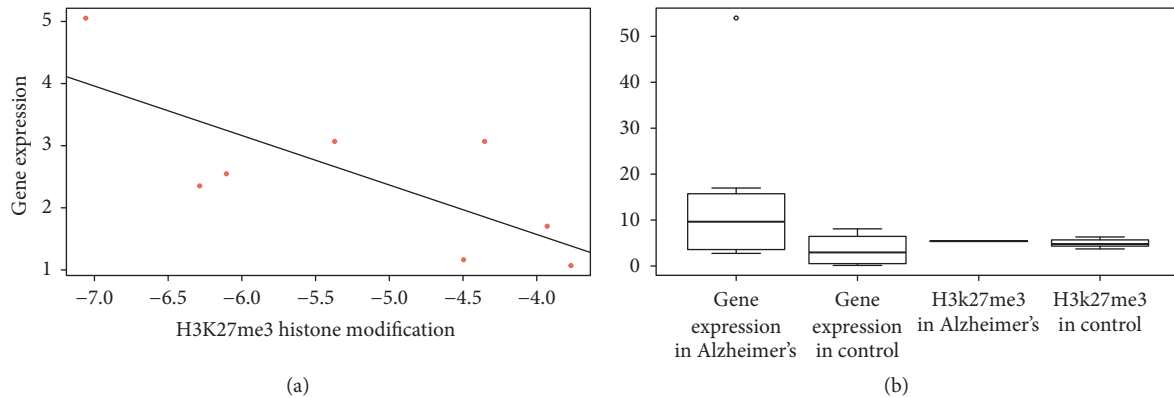 5
4
3
2
1
Gene expression
−7.0 −6.5 −6.0 −5.5 −5.0 −4.5 −4.0
H3K27me3 histone modification
(a)
50
40
30
20
10
0
Gene
expression
in Alzheimer's
Gene
expression
in control
H3k27me3
in Alzheimer's
H3k27me3
in control
(b)